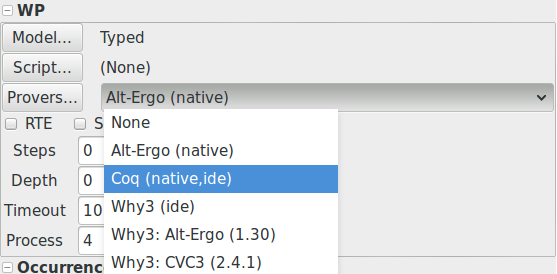 WP
Model... Typed
Script... (None)
Provers... Alt-Ergo (native)
RTE S
None
Alt-Ergo (native)
Steps 0
Coq (native,ide)
Depth 0
Why3 (ide)
Timeout 10
Why3: Alt-Ergo (1.30)
Process 4
Why3: CVC3 (2.4.1)
Occurrenc